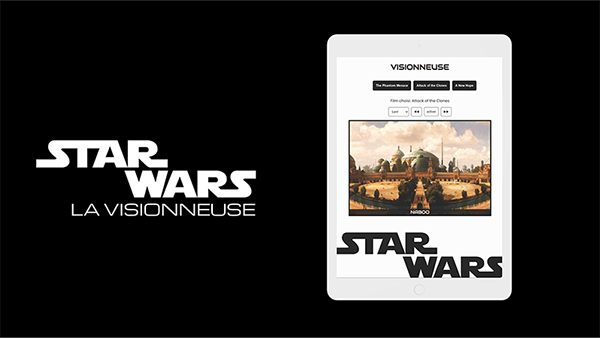 STAR
WARS
LA VISIONNEUSE
VISIONNEUSE
The Phantom Menace
Attack of the Clones
A New Hope
Film choisi: Attack of the Clones
NABOO
STAR
WARS